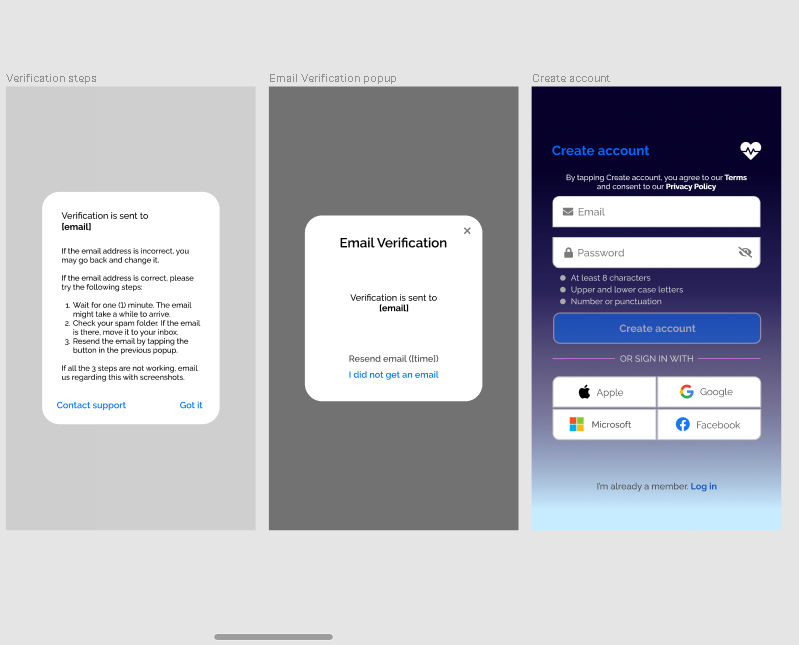 Verification steps
Verification is sent to
[email]
If the email address is incorrect, you
may go back and change it.
If the email address is correct, please
try the following steps:
1. Wait for one (1) minute. The email
might take a while to arrive.
2. Check your spam folder. If the email
is there, move it to your inbox.
3. Resend the email by tapping the
button in the previous popup.
If all the 3 steps are not working, email
us regarding this with screenshots.
Contact support
Got it
Email Verification popup
Email Verification
Verification is sent to
[email]
Resend email ([time])
I did not get an email
Create account
Create account
By tapping Create account, you agree to our Terms
and consent to our Privacy Policy
Email
Password
At least 8 characters
Upper and lower case letters
Number or punctuation
Create account
OR SIGN IN WITH
Apple
Google
Microsoft
Facebook
I'm already a member. Log in